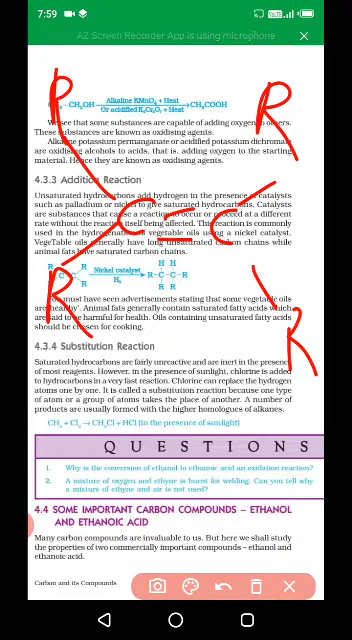 7:59
AZ Screen Recorder App is using microphone
R
R
–CH₂OH Alkaline KMnO₄ + Heat
Or acidified K₂Cr₂O₇ + Heat → CH₃COOH
We see that some substances are capable of adding oxygen to others.
These substances are known as oxidising agents.
Alkaline potassium permanganate or acidified potassium dichromate
are oxidising alcohols to acids, that is, adding oxygen to the starting
material. Hence they are known as oxidising agents.
4.3.3 Addition Reaction
Unsaturated hydrocarbons add hydrogen in the presence of catalysts
such as palladium or nickel to give saturated hydrocarbons. Catalysts
are substances that cause a reaction to occur or proceed at a different
rate without the reaction itself being affected. This reaction is commonly
used in the hydrogenation of vegetable oils using a nickel catalyst.
VegeTable oils generally have long unsaturated carbon chains while
animal fats have saturated carbon chains.
C = C
H H
R R
Nickel catalyst
C C → R–C–C–R
H₂
R R
R R
R
R
You must have seen advertisements stating that some vegetable oils
are 'healthy'. Animal fats generally contain saturated fatty acids which
are said to be harmful for health. Oils containing unsaturated fatty acids
should be chosen for cooking.
4.3.4 Substitution Reaction
Saturated hydrocarbons are fairly unreactive and are inert in the presence
of most reagents. However, in the presence of sunlight, chlorine is added
to hydrocarbons in a very fast reaction. Chlorine can replace the hydrogen
atoms one by one. It is called a substitution reaction because one type
of atom or a group of atoms takes the place of another. A number of
products are usually formed with the higher homologues of alkanes.
CH₄ + Cl₂ → CH₃Cl + HCl (in the presence of sunlight)
QUESTIONS
1. Why is the conversion of ethanol to ethanoic acid an oxidation reaction?
2. A mixture of oxygen and ethyne is burnt for welding. Can you tell why
a mixture of ethyne and air is not used?
4.4 SOME IMPORTANT CARBON COMPOUNDS – ETHANOL
AND ETHANOIC ACID
Many carbon compounds are invaluable to us. But here we shall study
the properties of two commercially important compounds – ethanol and
ethanoic acid.
Carbon and its Compounds